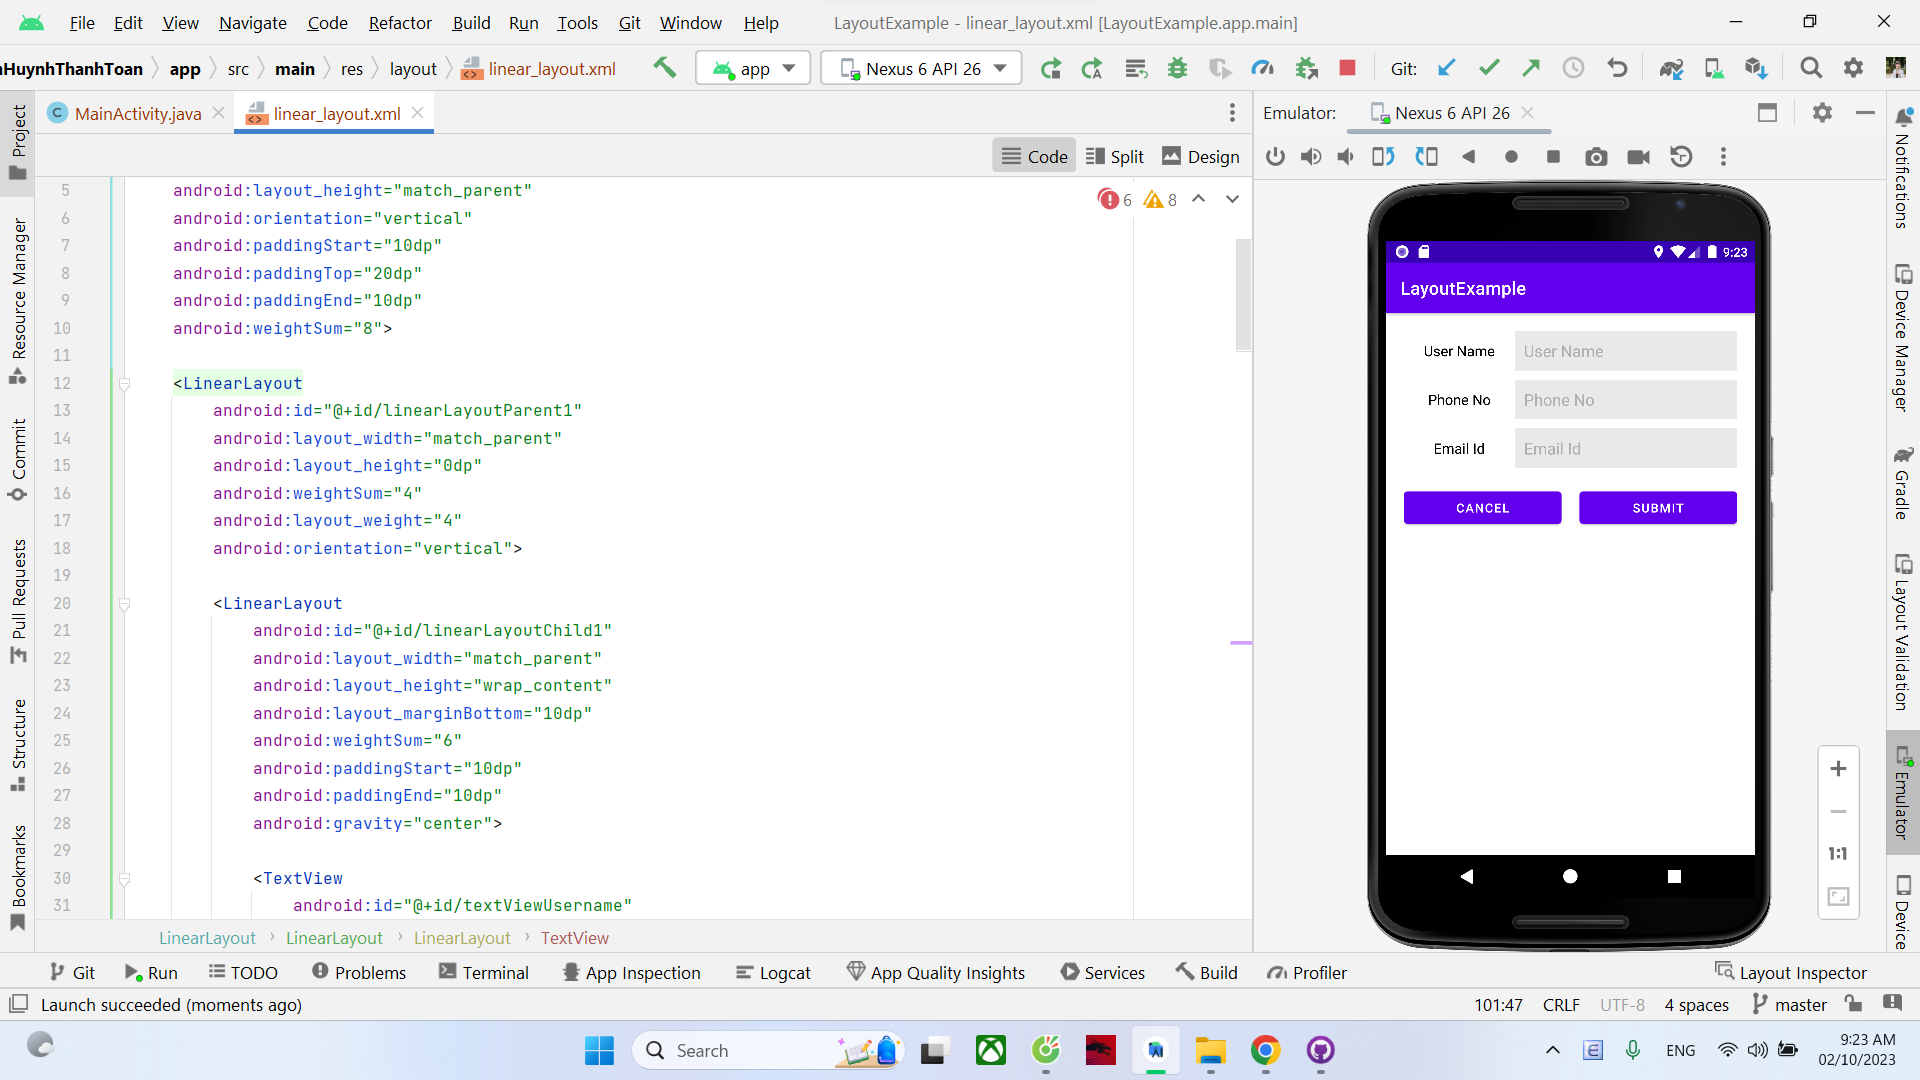 File Edit View Navigate Code Refactor Build Run Tools Git Window Help LayoutExample - linear_layout.xml [LayoutExample.app.main]
HuynhThanhToan app src main res layout linear_layout.xml app Nexus 6 API 26 Git:
MainActivity.java linear_layout.xml Emulator: Nexus 6 API 26
Code Split Design
6 8
5 android:layout_height="match_parent"
6 android:orientation="vertical"
7 android:paddingStart="10dp"
8 android:paddingTop="20dp"
9 android:paddingEnd="10dp"
10 android:weightSum="8">
11
12 <LinearLayout
13 android:id="@+id/linearLayoutParent1"
14 android:layout_width="match_parent"
15 android:layout_height="0dp"
16 android:weightSum="4"
17 android:layout_weight="4"
18 android:orientation="vertical">
19
20 <LinearLayout
21 android:id="@+id/linearLayoutChild1"
22 android:layout_width="match_parent"
23 android:layout_height="wrap_content"
24 android:layout_marginBottom="10dp"
25 android:weightSum="6"
26 android:paddingStart="10dp"
27 android:paddingEnd="10dp"
28 android:gravity="center">
29
30 <TextView
31 android:id="@+id/textViewUsername"
LinearLayout LinearLayout LinearLayout TextView
Project
Resource Manager
Commit
Pull Requests
Structure
Bookmarks
9:23
LayoutExample
User Name User Name
Phone No Phone No
Email Id Email Id
CANCEL SUBMIT
1:1
Notifications
Device Manager
Gradle
Layout Validation
Emulator
Device
Git Run TODO Problems Terminal App Inspection Logcat App Quality Insights Services Build Profiler Layout Inspector
Launch succeeded (moments ago) 101:47 CRLF UTF-8 4 spaces master
Search ENG 9:23 AM
02/10/2023